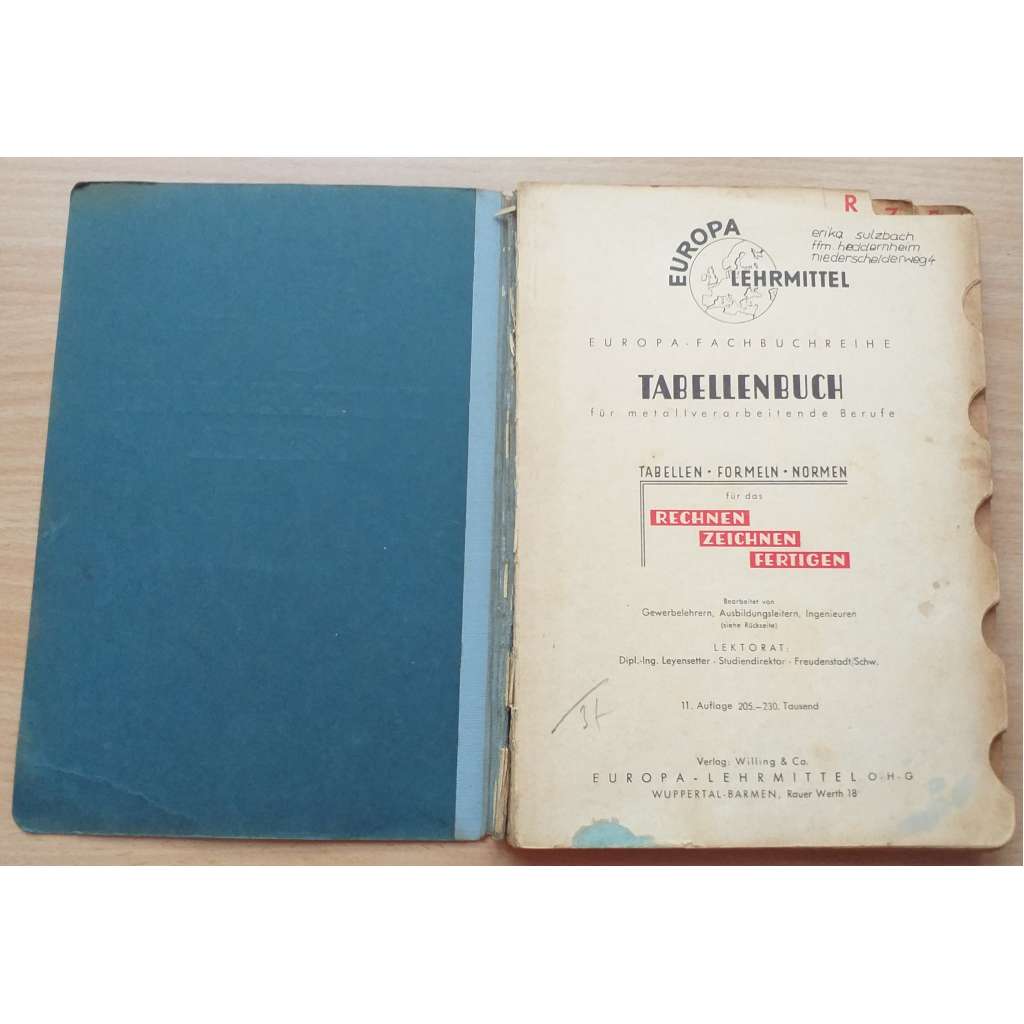 R
erika sulzbach
ffm. heddernheim
niederschelderweg 4
EUROPA
LEHRMITTEL
EUROPA-FACHBUCHREIHE
TABELLENBUCH
für metallverarbeitende Berufe
TABELLEN · FORMELN · NORMEN
für das
RECHNEN
ZEICHNEN
FERTIGEN
Bearbeitet von
Gewerbelehrern, Ausbildungsleitern, Ingenieuren
(siehe Rückseite)
LEKTORAT:
Dipl.-Ing. Leyensetter · Studiendirektor · Freudenstadt/Schw.
11. Auflage 205.—230. Tausend
Verlag: Willing & Co.
EUROPA-LEHRMITTEL O-H-G
WUPPERTAL-BARMEN, Rauer Werth 18